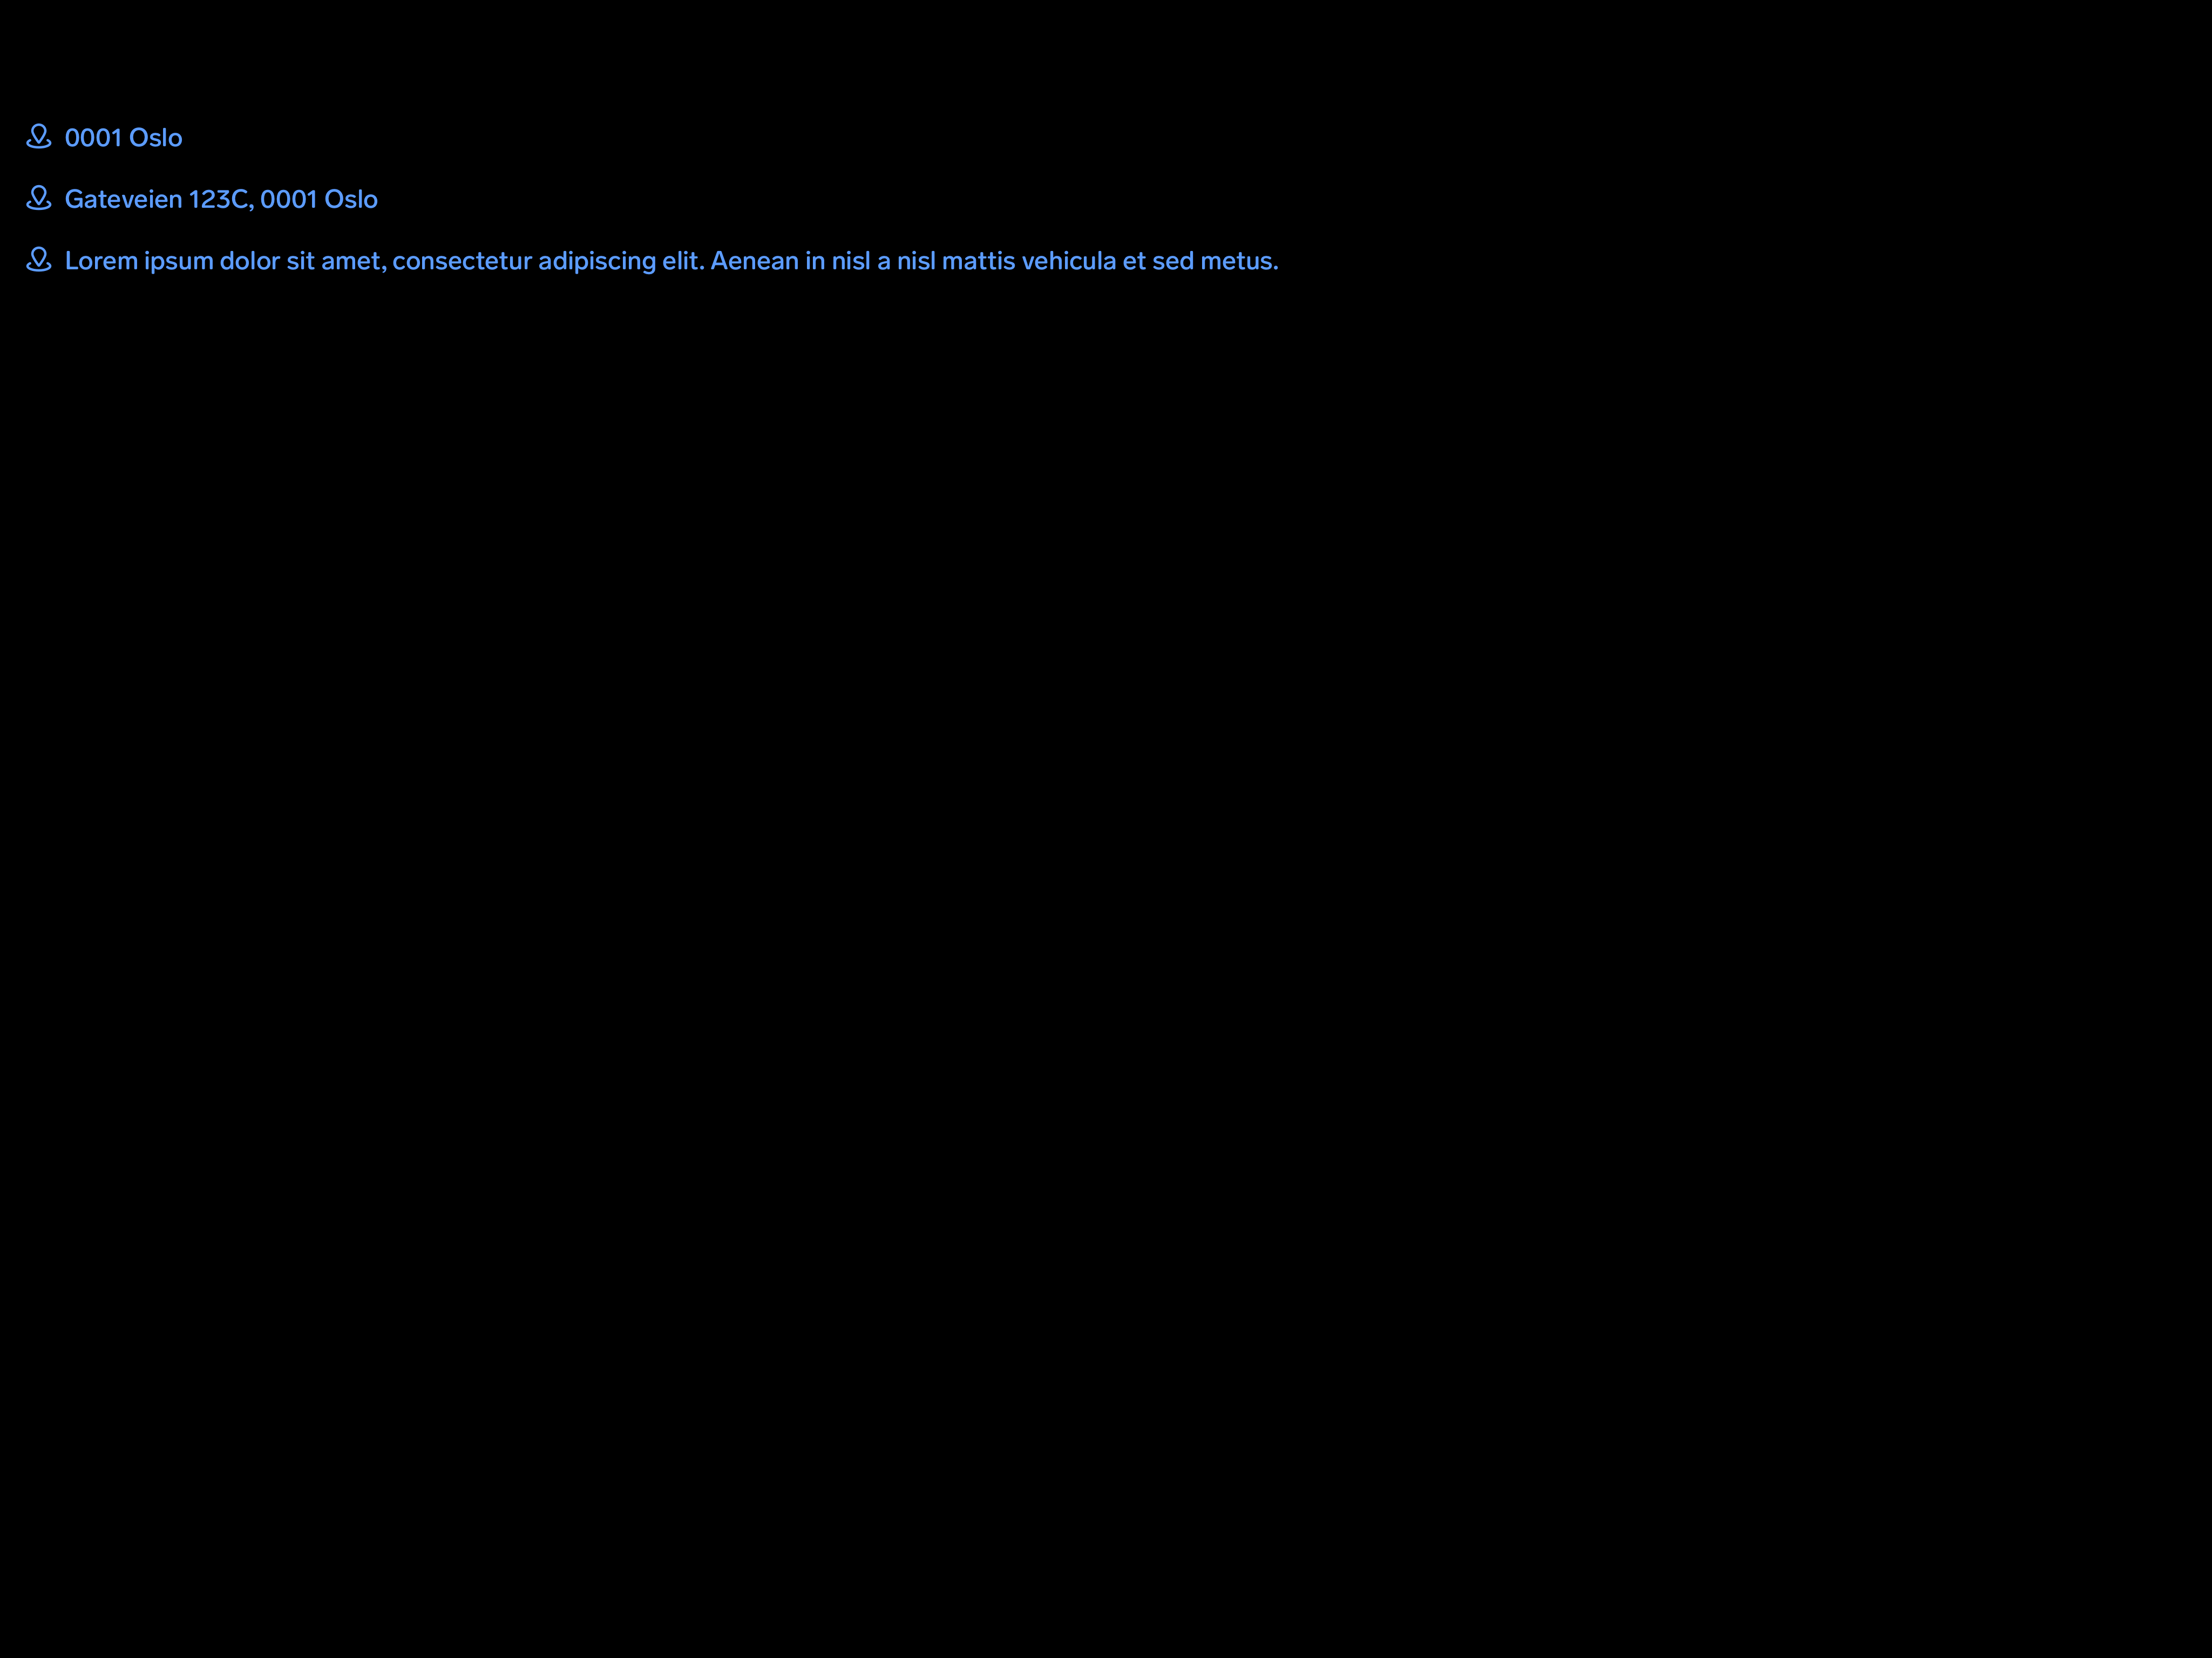 0001 Oslo
Gateveien 123C, 0001 Oslo
Lorem ipsum dolor sit amet, consectetur adipiscing elit. Aenean in nisl a nisl mattis vehicula et sed metus.